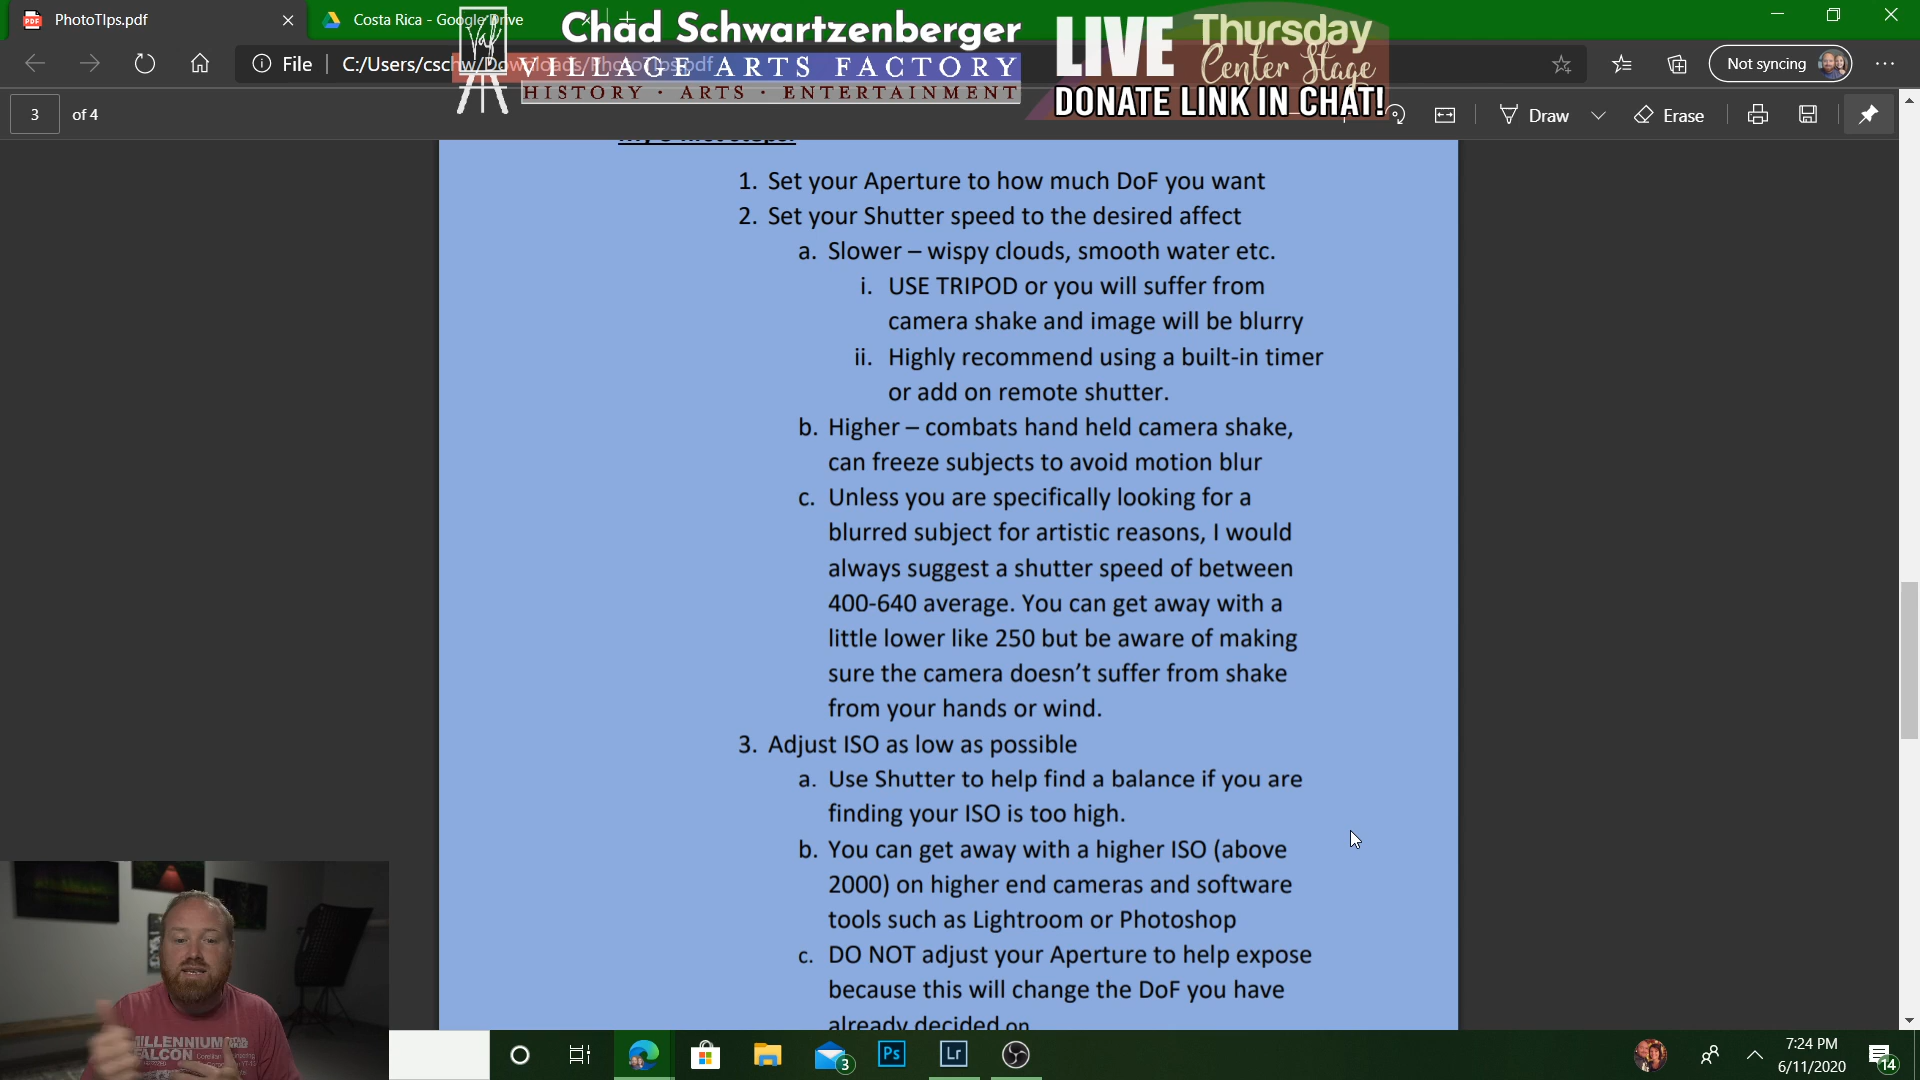 PhotoTIps.pdf
Costa Rica - Google Drive
Chad Schwartzenberger
VILLAGE ARTS FACTORY
HISTORY · ARTS · ENTERTAINMENT
LIVE Thursday
Center Stage
DONATE LINK IN CHAT!
File
C:/Users/cschw/Downloads/PhotoTIps.pdf
Not syncing
3 of 4
Draw
Erase
1. Set your Aperture to how much DoF you want
2. Set your Shutter speed to the desired affect
a. Slower – wispy clouds, smooth water etc.
i. USE TRIPOD or you will suffer from
camera shake and image will be blurry
ii. Highly recommend using a built-in timer
or add on remote shutter.
b. Higher – combats hand held camera shake,
can freeze subjects to avoid motion blur
c. Unless you are specifically looking for a
blurred subject for artistic reasons, I would
always suggest a shutter speed of between
400-640 average. You can get away with a
little lower like 250 but be aware of making
sure the camera doesn't suffer from shake
from your hands or wind.
3. Adjust ISO as low as possible
a. Use Shutter to help find a balance if you are
finding your ISO is too high.
b. You can get away with a higher ISO (above
2000) on higher end cameras and software
tools such as Lightroom or Photoshop
c. DO NOT adjust your Aperture to help expose
because this will change the DoF you have
already decided on
MILLENNIUM
FALCON
3
Ps
Lr
7:24 PM
6/11/2020
14